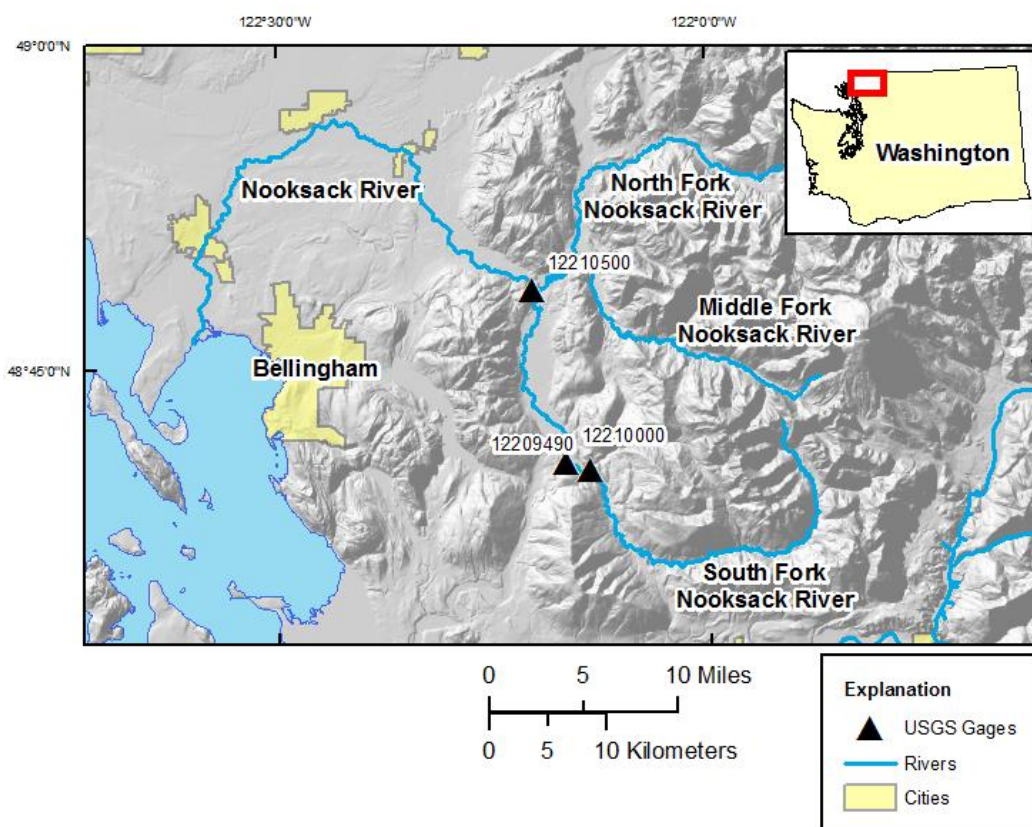 122°30'0"W
122°0'0"W
49°0'0"N
Washington
Nooksack River
North Fork
Nooksack River
12210500
Middle Fork
Nooksack River
48°45'0"N
Bellingham
12209490
12210000
South Fork
Nooksack River
0 5 10 Miles
0 5 10 Kilometers
Explanation
USGS Gages
Rivers
Cities